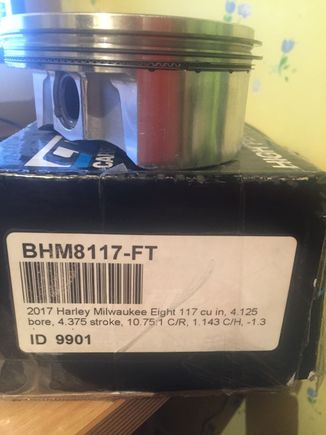 BHM8117-FT
2017 Harley Milwaukee Eight 117 cu in, 4.125
bore, 4.375 stroke, 10.75:1 C/R, 1.143 C/H, -1.3
ID 9901